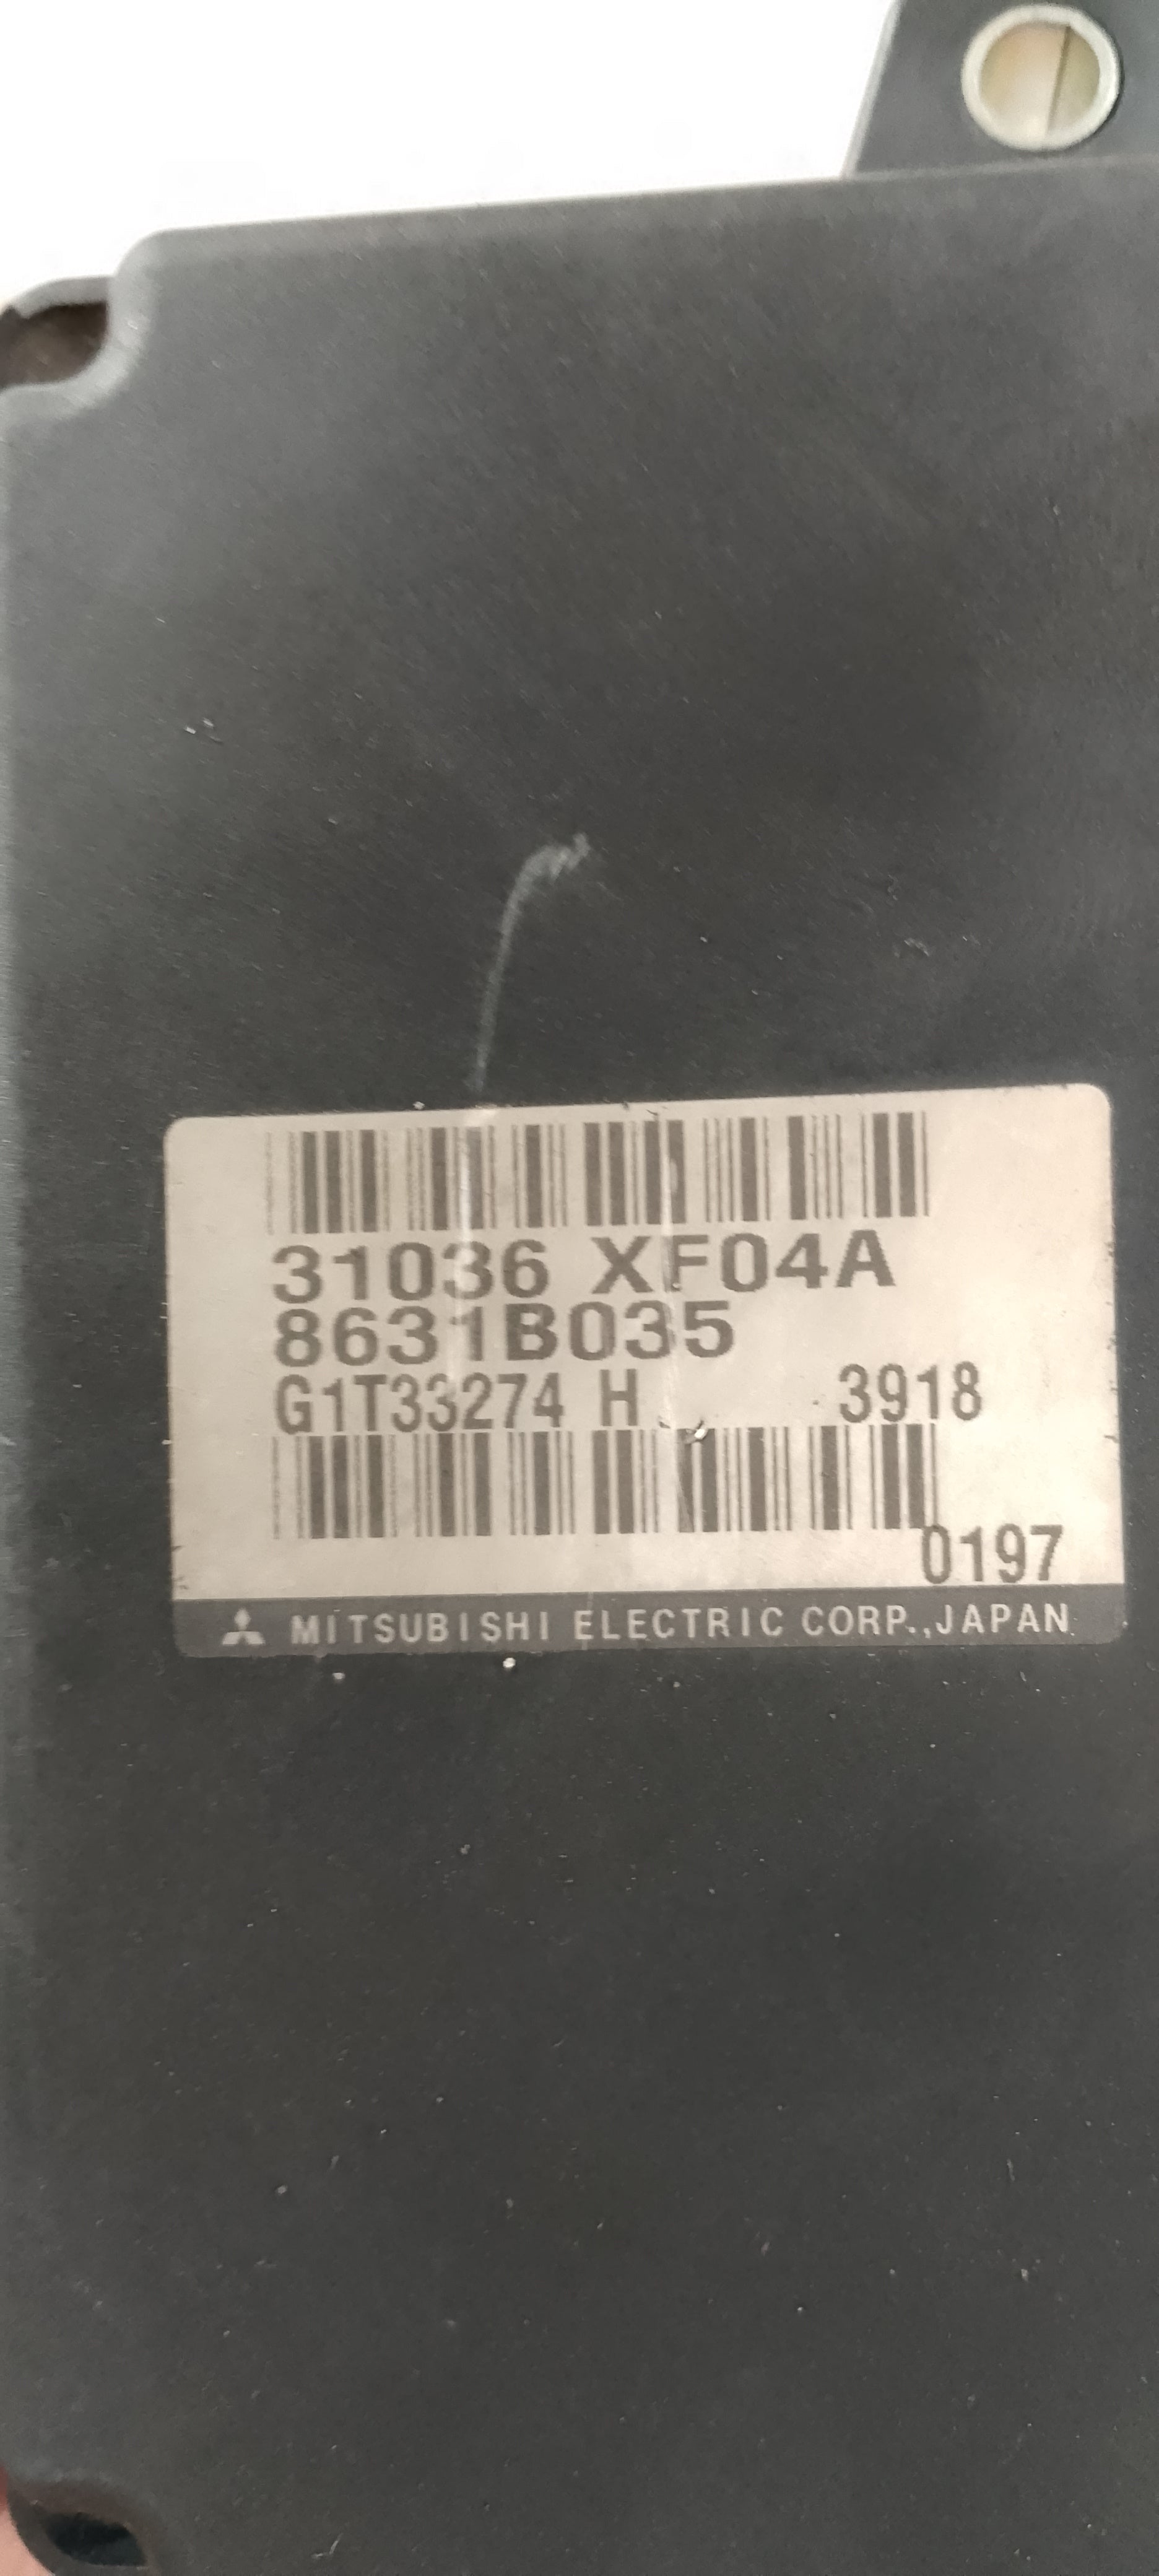 31036 XF04A
8631B035
G1T33274 H 3918
0197
MITSUBISHI ELECTRIC CORP.,JAPAN